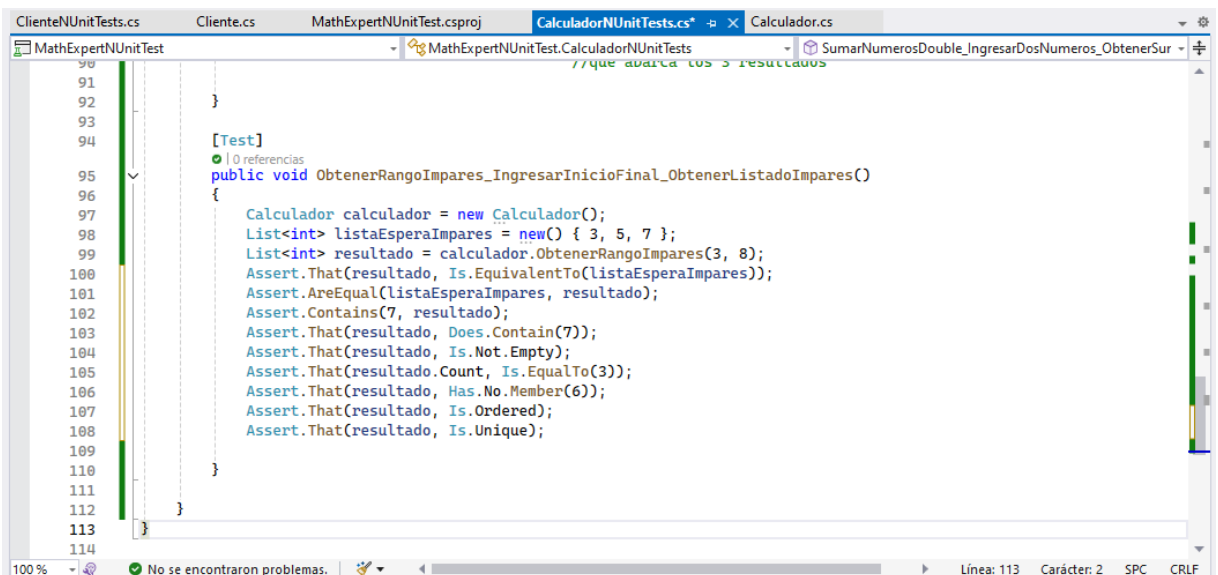 ClienteNUnitTests.cs Cliente.cs MathExpertNUnitTest.csproj CalculadorNUnitTests.cs* Calculador.cs
MathExpertNUnitTest MathExpertNUnitTest.CalculadorNUnitTests SumarNumerosDouble_IngresarDosNumeros_ObtenerSur
90 //que abarca los 3 resultados
91
92 }
93
94 [Test]
0 referencias
95 public void ObtenerRangoImpares_IngresarInicioFinal_ObtenerListadoImpares()
96 {
97 Calculador calculador = new Calculador();
98 List<int> listaEsperaImpares = new() { 3, 5, 7 };
99 List<int> resultado = calculador.ObtenerRangoImpares(3, 8);
100 Assert.That(resultado, Is.EquivalentTo(listaEsperaImpares));
101 Assert.AreEqual(listaEsperaImpares, resultado);
102 Assert.Contains(7, resultado);
103 Assert.That(resultado, Does.Contain(7));
104 Assert.That(resultado, Is.Not.Empty);
105 Assert.That(resultado.Count, Is.EqualTo(3));
106 Assert.That(resultado, Has.No.Member(6));
107 Assert.That(resultado, Is.Ordered);
108 Assert.That(resultado, Is.Unique);
109
110 }
111
112 }
113 }
114
100 % No se encontraron problemas. Línea: 113 Carácter: 2 SPC CRLF